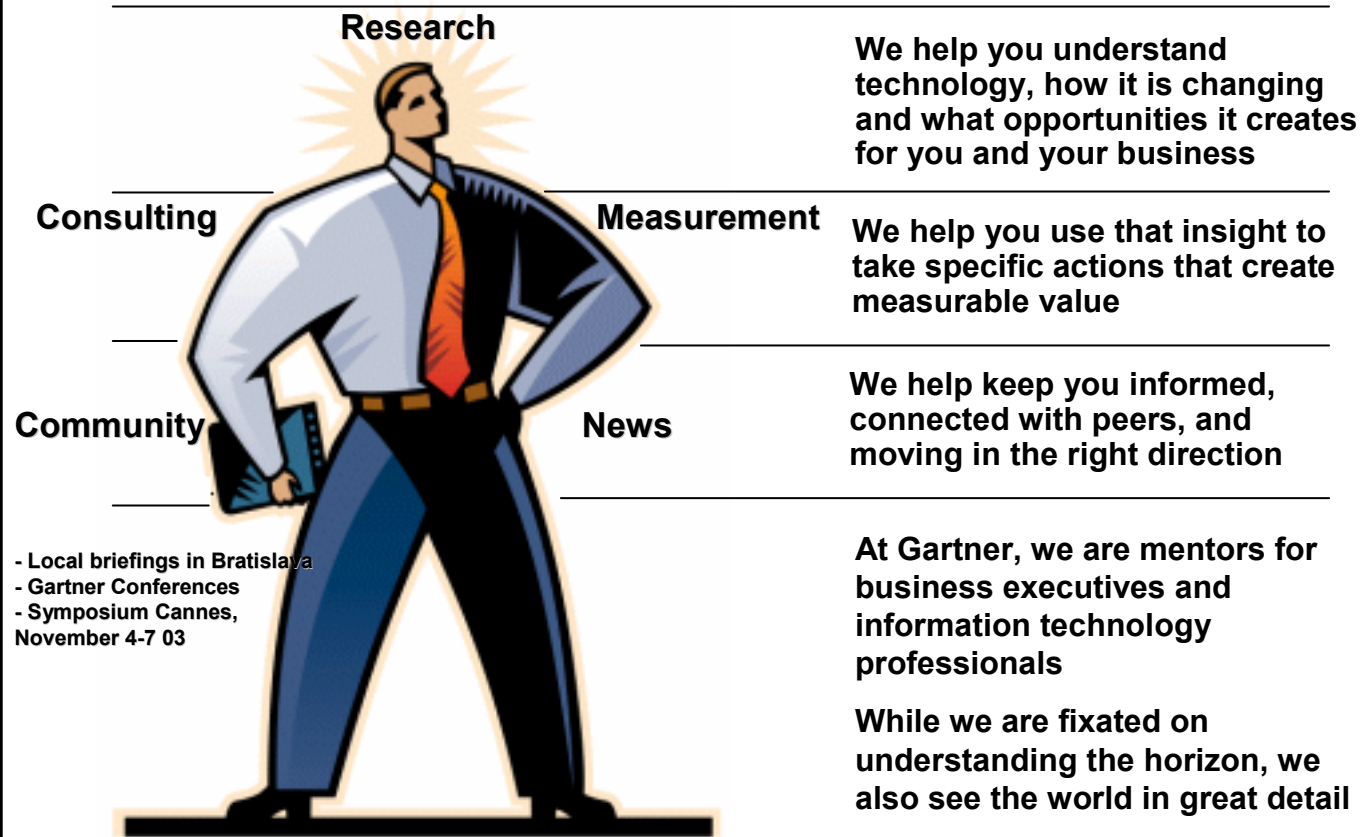 Research
We help you understand
technology, how it is changing
and what opportunities it creates
for you and your business
Consulting
Measurement
We help you use that insight to
take specific actions that create
measurable value
Community
News
We help keep you informed,
connected with peers, and
moving in the right direction
- Local briefings in Bratislava
- Gartner Conferences
- Symposium Cannes,
November 4-7 03
At Gartner, we are mentors for
business executives and
information technology
professionals
While we are fixated on
understanding the horizon, we
also see the world in great detail